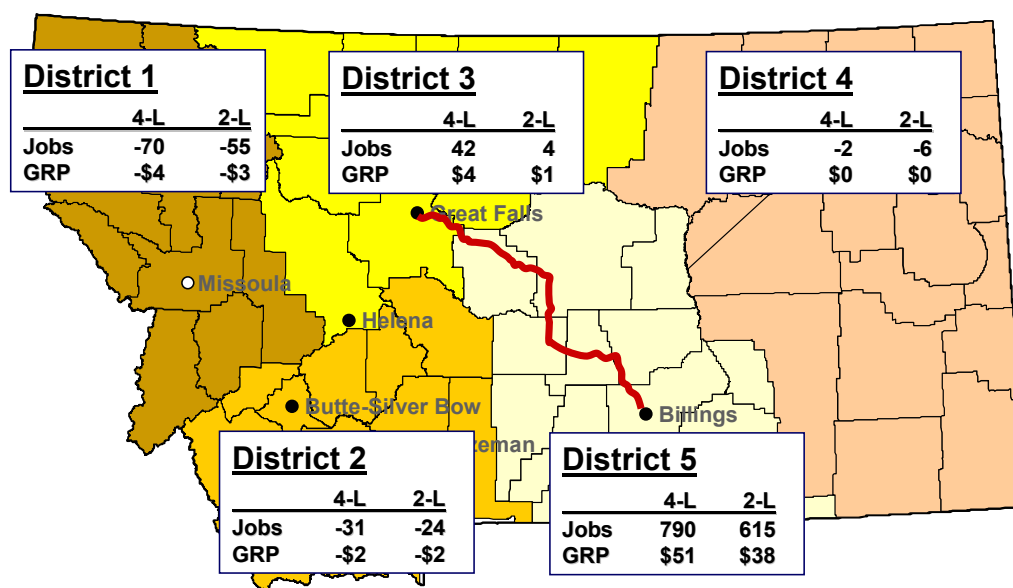 District 1
4-L 2-L
Jobs -70 -55
GRP -$4 -$3
District 3
4-L 2-L
Jobs 42 4
GRP $4 $1
District 4
4-L 2-L
Jobs -2 -6
GRP $0 $0
Great Falls
Missoula
Helena
Butte-Silver Bow
Billings
zeman
District 2
4-L 2-L
Jobs -31 -24
GRP -$2 -$2
District 5
4-L 2-L
Jobs 790 615
GRP $51 $38